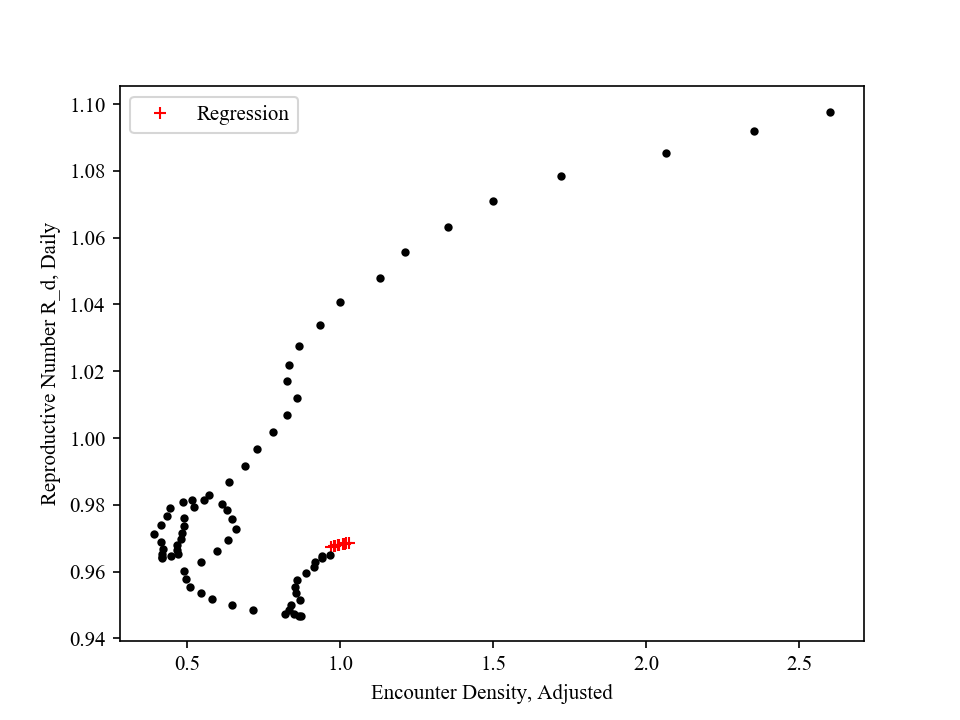 Regression
1.10
1.08
1.06
1.04
1.02
1.00
0.98
0.96
0.94
Reproductive Number R_d, Daily
0.5 1.0 1.5 2.0 2.5
Encounter Density, Adjusted